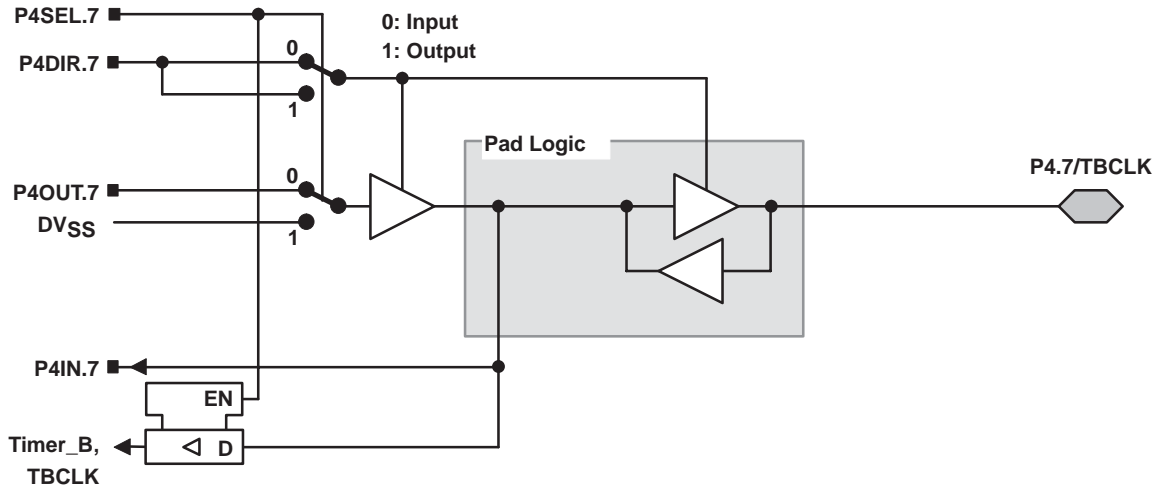 P4SEL.7
0: Input
1: Output
P4DIR.7
0
1
Pad Logic
P4.7/TBCLK
P4OUT.7
0
DVSS
1
P4IN.7
EN
Timer_B,
TBCLK
D